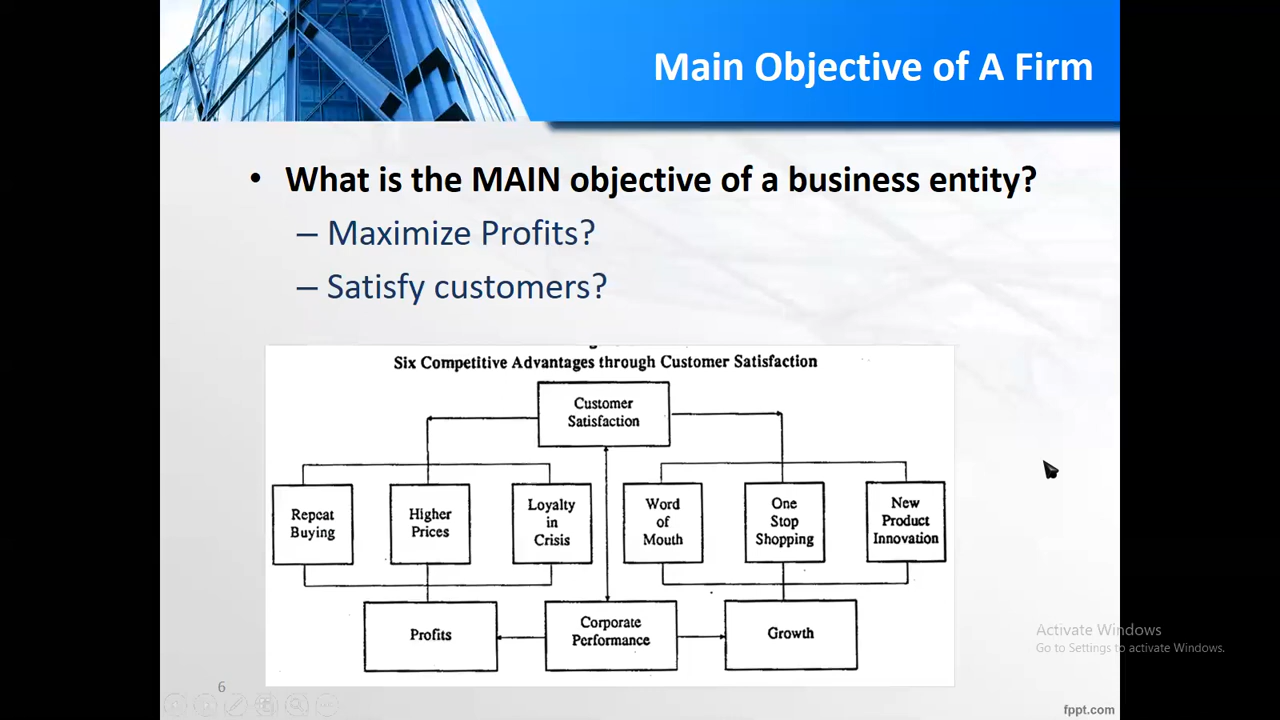 Main Objective of A Firm
• What is the MAIN objective of a business entity?
– Maximize Profits?
– Satisfy customers?
Six Competitive Advantages through Customer Satisfaction
Customer
Satisfaction
Repeat
Buying
Higher
Prices
Loyalty
in
Crisis
Word
of
Mouth
One
Stop
Shopping
New
Product
Innovation
Profits
Corporate
Performance
Growth
Activate Windows
Go to Settings to activate Windows.
6
fppt.com